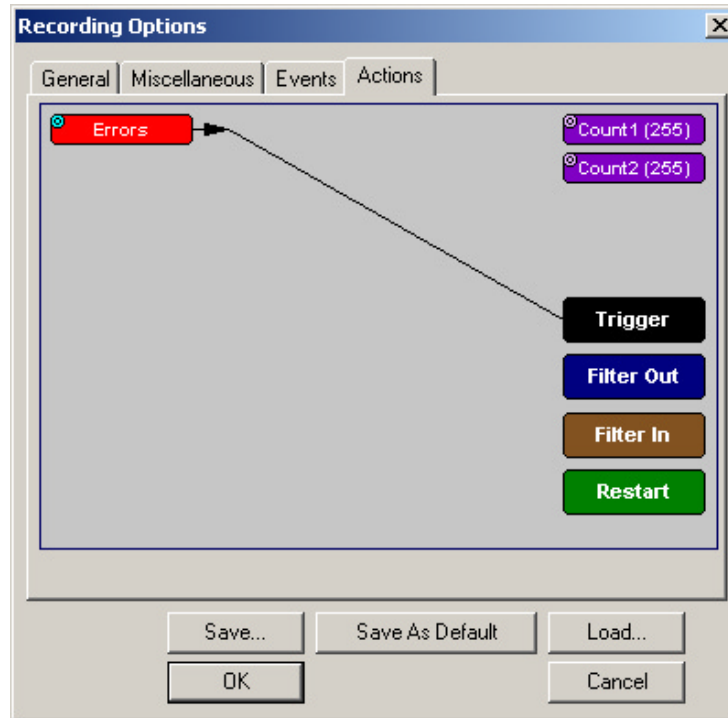 Recording Options
General Miscellaneous Events Actions
Errors
Count1 (255)
Count2 (255)
Trigger
Filter Out
Filter In
Restart
Save... Save As Default Load...
OK Cancel